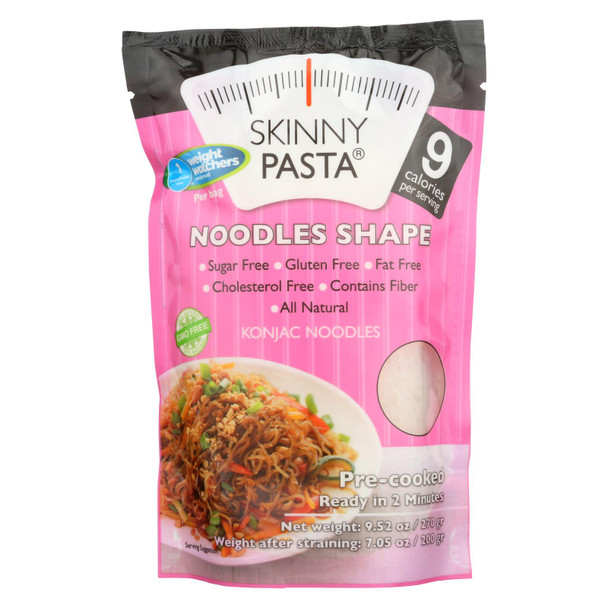 SKINNY
PASTA®
9
calories
per serving
weight
watchers
Per bag
NOODLES SHAPE
• Sugar Free • Gluten Free • Fat Free
• Cholesterol Free • Contains Fiber
• All Natural
GMO FREE
KONJAC NOODLES
Pre-cooked
Ready in 2 Minutes
Net weight: 9.52 oz / 270 gr
Weight after straining: 7.05 oz / 200 gr
Serving Suggestion